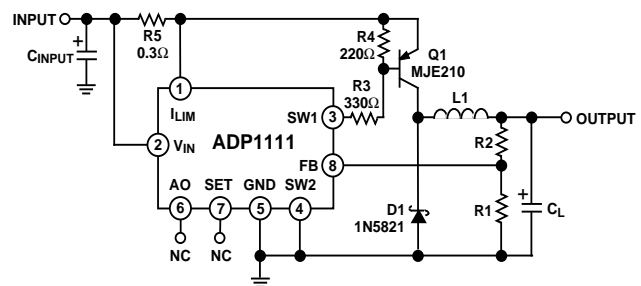 INPUT
CINPUT
+
R5
0.3Ω
R4
220Ω
Q1
MJE210
R3
330Ω
L1
OUTPUT
1
ILIM
2
VIN
ADP1111
SW1
3
FB
8
AO
SET
GND
SW2
6
7
5
4
NC
NC
D1
1N5821
R2
R1
+
CL